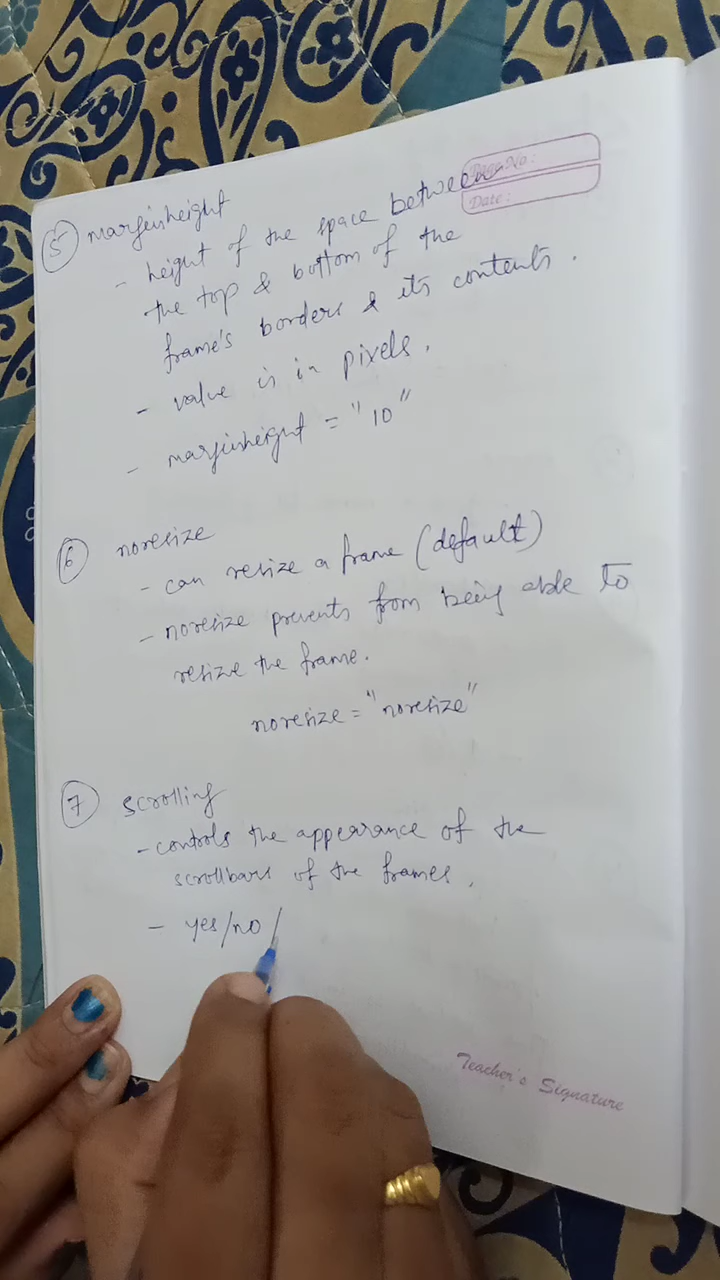 Page No:
Date:
5 marginheight
- height of the space between
the top & bottom of the
frame's borders & its contents.
- value is in pixels.
- marginheight = "10"
6 noresize
- can resize a frame (default)
- noresize prevents from being able to
resize the frame.
noresize = "noresize"
7 scrolling
- controls the appearance of the
scrollbars of the frames.
- yes/no /
Teacher's Signature